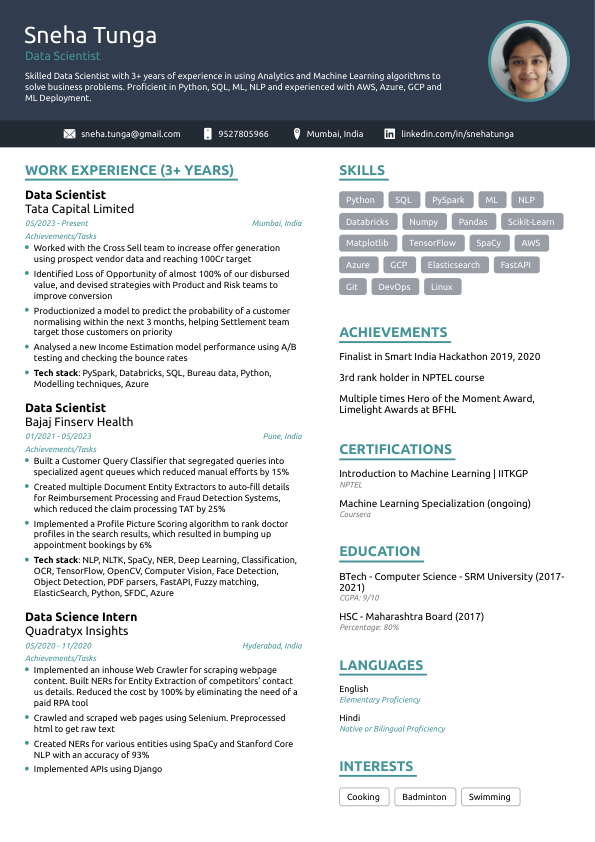 Sneha Tunga
Data Scientist
Skilled Data Scientist with 3+ years of experience in using Analytics and Machine Learning algorithms to
solve business problems. Proficient in Python, SQL, ML, NLP and experienced with AWS, Azure, GCP and
ML Deployment.
sneha.tunga@gmail.com 9527805966 Mumbai, India linkedin.com/in/snehatunga
WORK EXPERIENCE (3+ YEARS)
Data Scientist
Tata Capital Limited
05/2023 - Present Mumbai, India
Achievements/Tasks
Worked with the Cross Sell team to increase offer generation
using prospect vendor data and reaching 100Cr target
Identified Loss of Opportunity of almost 100% of our disbursed
value, and devised strategies with Product and Risk teams to
improve conversion
Productionized a model to predict the probability of a customer
normalising within the next 3 months, helping Settlement team
target those customers on priority
Analysed a new Income Estimation model performance using A/B
testing and checking the bounce rates
Tech stack: PySpark, Databricks, SQL, Bureau data, Python,
Modelling techniques, Azure
Data Scientist
Bajaj Finserv Health
01/2021 - 05/2023 Pune, India
Achievements/Tasks
Built a Customer Query Classifier that segregated queries into
specialized agent queues which reduced manual efforts by 15%
Created multiple Document Entity Extractors to auto-fill details
for Reimbursement Processing and Fraud Detection Systems,
which reduced the claim processing TAT by 25%
Implemented a Profile Picture Scoring algorithm to rank doctor
profiles in the search results, which resulted in bumping up
appointment bookings by 6%
Tech stack: NLP, NLTK, SpaCy, NER, Deep Learning, Classification,
OCR, TensorFlow, OpenCV, Computer Vision, Face Detection,
Object Detection, PDF parsers, FastAPI, Fuzzy matching,
ElasticSearch, Python, SFDC, Azure
Data Science Intern
Quadratyx Insights
05/2020 - 11/2020 Hyderabad, India
Achievements/Tasks
Implemented an inhouse Web Crawler for scraping webpage
content. Built NERs for Entity Extraction of competitors' contact
us details. Reduced the cost by 100% by eliminating the need of a
paid RPA tool
Crawled and scraped web pages using Selenium. Preprocessed
html to get raw text
Created NERs for various entities using SpaCy and Stanford Core
NLP with an accuracy of 93%
Implemented APIs using Django
SKILLS
Python SQL PySpark ML NLP
Databricks Numpy Pandas Scikit-Learn
Matplotlib TensorFlow SpaCy AWS
Azure GCP Elasticsearch FastAPI
Git DevOps Linux
ACHIEVEMENTS
Finalist in Smart India Hackathon 2019, 2020
3rd rank holder in NPTEL course
Multiple times Hero of the Moment Award,
Limelight Awards at BFHL
CERTIFICATIONS
Introduction to Machine Learning | IITKGP
NPTEL
Machine Learning Specialization (ongoing)
Coursera
EDUCATION
BTech - Computer Science - SRM University (2017-
2021)
CGPA: 9/10
HSC - Maharashtra Board (2017)
Percentage: 80%
LANGUAGES
English
Elementary Proficiency
Hindi
Native or Bilingual Proficiency
INTERESTS
Cooking Badminton Swimming